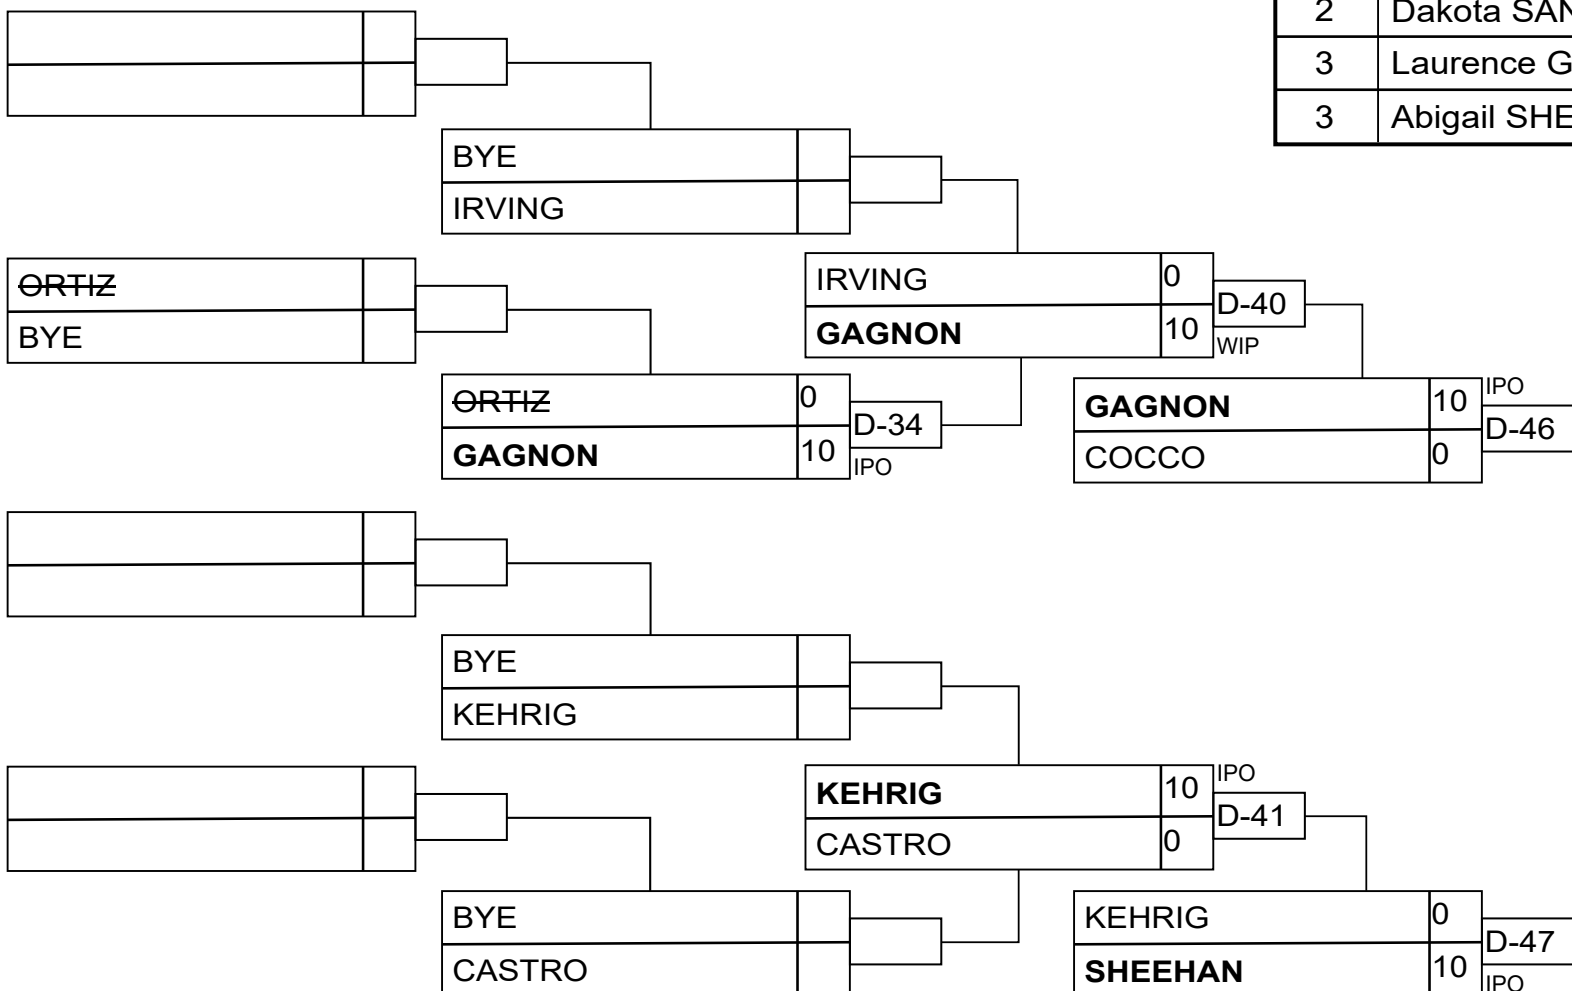 2
3 Laurence
3 Abigail
2 Dakota
BYE
IRVING
ORTIZ
BYE
IRVING 0
D-40
GAGNON 10
WIP
ORTIZ 0
D-34
GAGNON 10
IPO
GAGNON 10
IPO
D-46
COCCO 0
BYE
KEHRIG
KEHRIG 10
IPO
D-41
CASTRO 0
BYE
CASTRO
KEHRIG 0
D-47
SHEEHAN 10
IPO